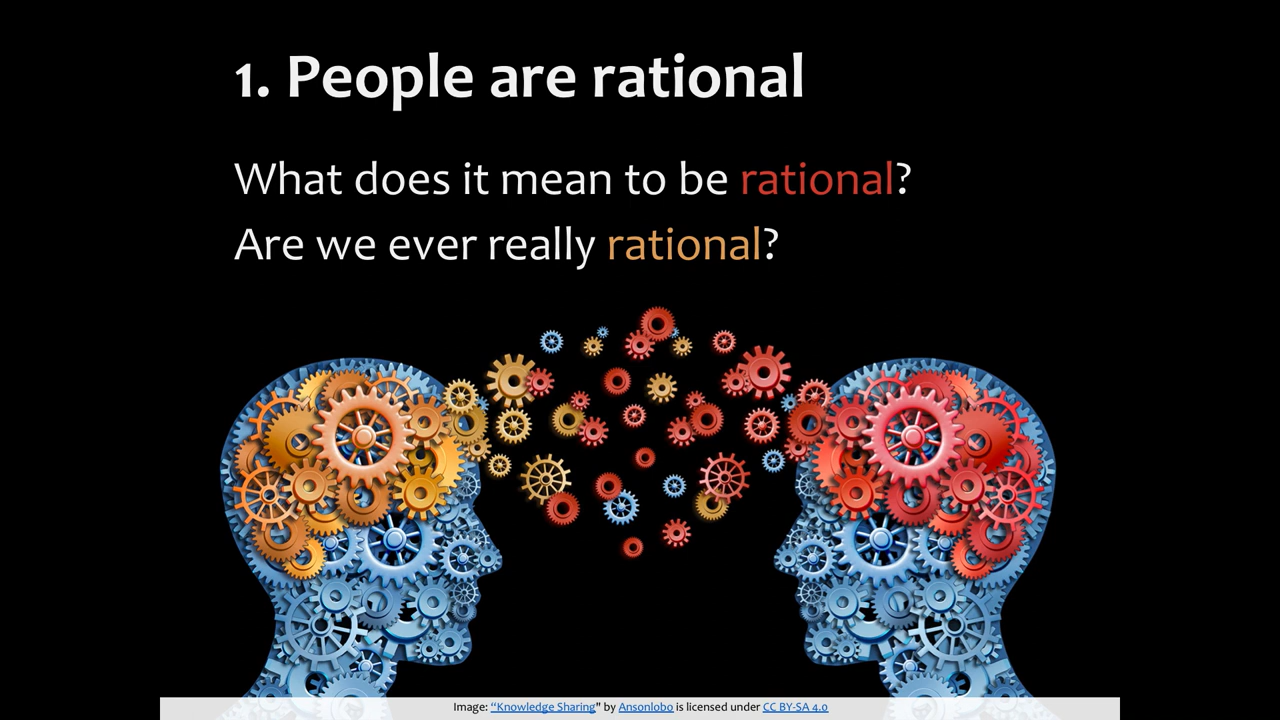 1. People are rational
What does it mean to be rational?
Are we ever really rational?
Image: “Knowledge Sharing" by Ansonlobo is licensed under CC BY-SA 4.0